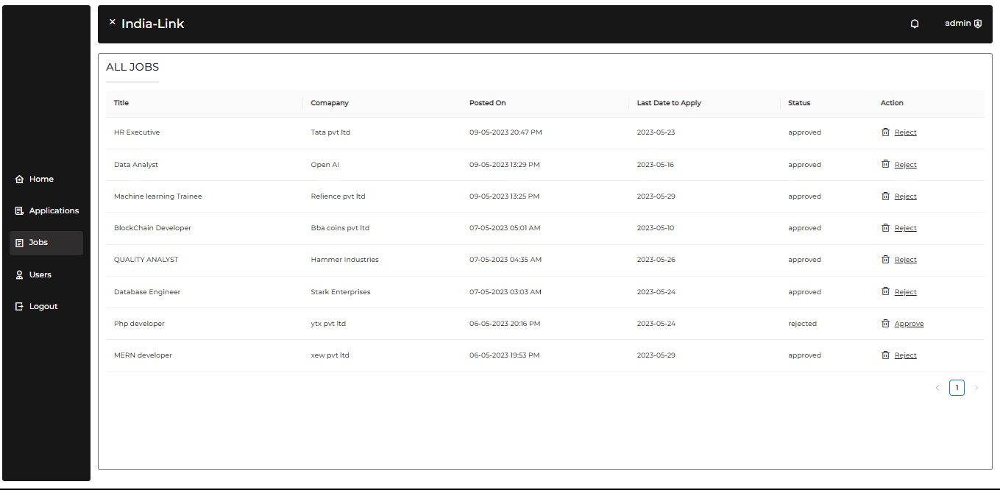 × India-Link
admin
Home
Applications
Jobs
Users
Logout
ALL JOBS
Title Comapany Posted On Last Date to Apply Status Action
HR Executive Tata pvt ltd 09-05-2023 20:47 PM 2023-05-23 approved Reject
Data Analyst Open AI 09-05-2023 13:29 PM 2023-05-16 approved Reject
Machine learning Trainee Relience pvt ltd 09-05-2023 13:25 PM 2023-05-29 approved Reject
BlockChain Developer Bba coins pvt ltd 07-05-2023 05:01 AM 2023-05-10 approved Reject
QUALITY ANALYST Hammer Industries 07-05-2023 04:35 AM 2023-05-26 approved Reject
Database Engineer Stark Enterprises 07-05-2023 03:03 AM 2023-05-24 approved Reject
Php developer ytx pvt ltd 06-05-2023 20:16 PM 2023-05-24 rejected Approve
MERN developer xew pvt ltd 06-05-2023 19:53 PM 2023-05-29 approved Reject
< 1 >